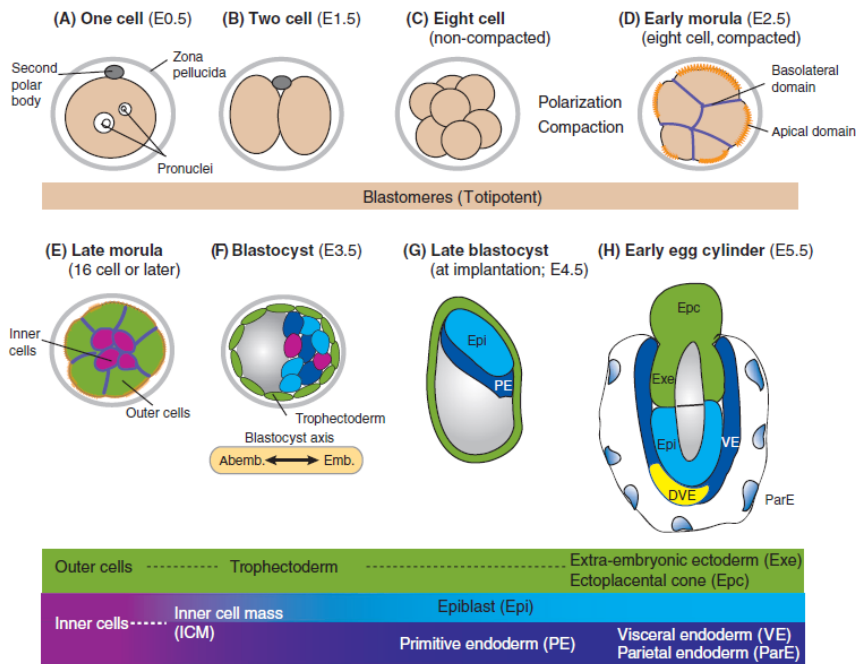 (A) One cell (E0.5)
(B) Two cell (E1.5)
(C) Eight cell
(non-compacted)
(D) Early morula (E2.5)
(eight cell, compacted)
Second
polar
body
Zona
pellucida
Pronuclei
Polarization
Compaction
Basolateral
domain
Apical domain
Blastomeres (Totipotent)
(E) Late morula
(16 cell or later)
(F) Blastocyst (E3.5)
(G) Late blastocyst
(at implantation; E4.5)
(H) Early egg cylinder (E5.5)
Inner
cells
Outer cells
Trophectoderm
Blastocyst axis
Abemb.
Emb.
Epi
PE
Epc
Exe
Epi
VE
DVE
ParE
Outer cells
Trophectoderm
Extra-embryonic ectoderm (Exe)
Ectoplacental cone (Epc)
Inner cells
Inner cell mass
(ICM)
Epiblast (Epi)
Primitive endoderm (PE)
Visceral endoderm (VE)
Parietal endoderm (ParE)